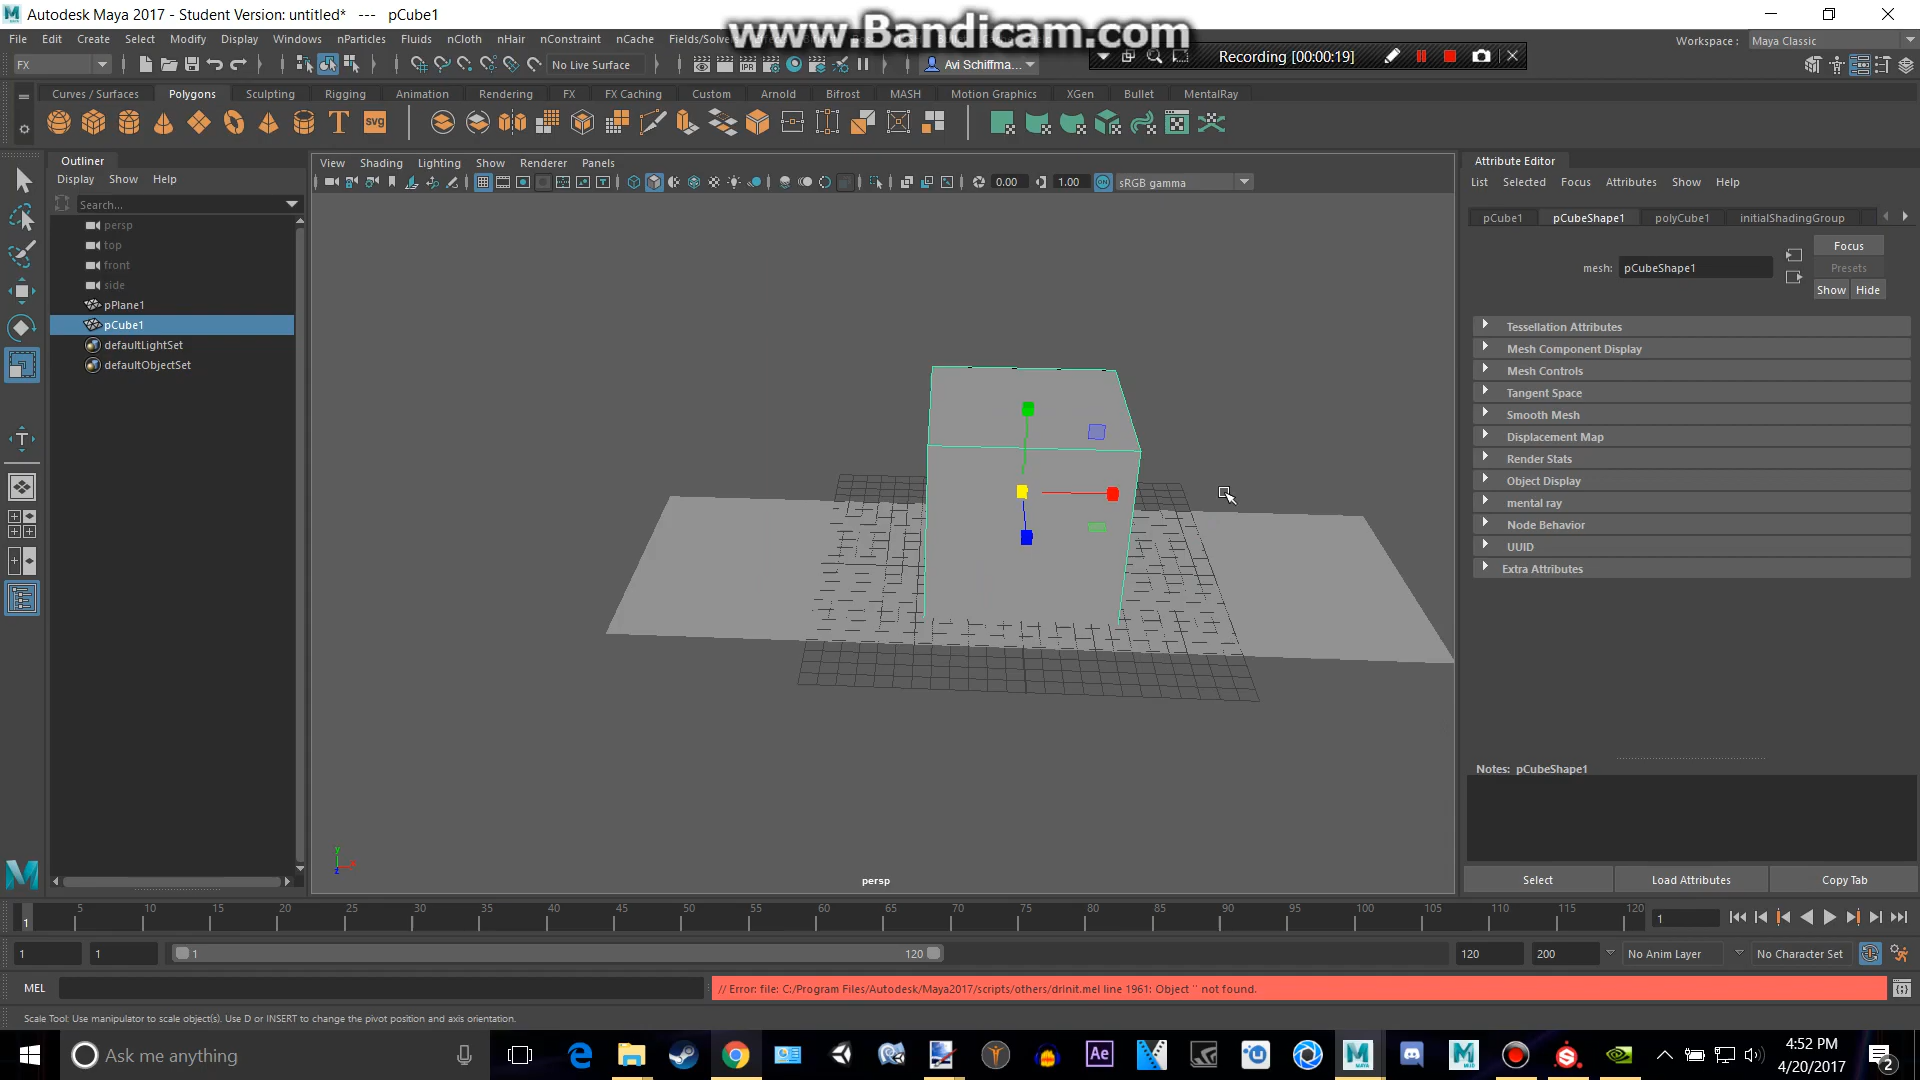 Autodesk Maya 2017 - Student Version: untitled* --- pCube1
www.Bandicam.com
File Edit Create Select Modify Display Windows nParticles Fluids nCloth nHair nConstraint nCache Fields/Solve
Recording [00:00:19]
Workspace: Maya Classic
FX
No Live Surface
IPR
Avi Schiffma...
Curves / Surfaces Polygons Sculpting Rigging Animation Rendering FX FX Caching Custom Arnold Bifrost MASH Motion Graphics XGen Bullet MentalRay
T
SVG
Outliner
Display Show Help
Search...
persp
top
front
side
pPlane1
pCube1
defaultLightSet
defaultObjectSet
View Shading Lighting Show Renderer Panels
0.00 1.00 ON sRGB gamma
y
persp
Attribute Editor
List Selected Focus Attributes Show Help
pCube1 pCubeShape1 polyCube1 initialShadingGroup
Focus
mesh: pCubeShape1
Presets
Show Hide
Tessellation Attributes
Mesh Component Display
Mesh Controls
Tangent Space
Smooth Mesh
Displacement Map
Render Stats
Object Display
mental ray
Node Behavior
UUID
Extra Attributes
Notes: pCubeShape1
Select Load Attributes Copy Tab
1 5 10 15 20 25 30 35 40 45 50 55 60 65 70 75 80 85 90 95 100 105 110 115 120 1
1 1 1 120 120 200 No Anim Layer No Character Set
MEL
// Error: file: C:/Program Files/Autodesk/Maya2017/scripts/others/drinit.mel line 1961: Object '' not found.
Scale Tool: Use manipulator to scale object(s). Use D or INSERT to change the pivot position and axis orientation.
Ask me anything
Ae
4:52 PM
4/20/2017
2